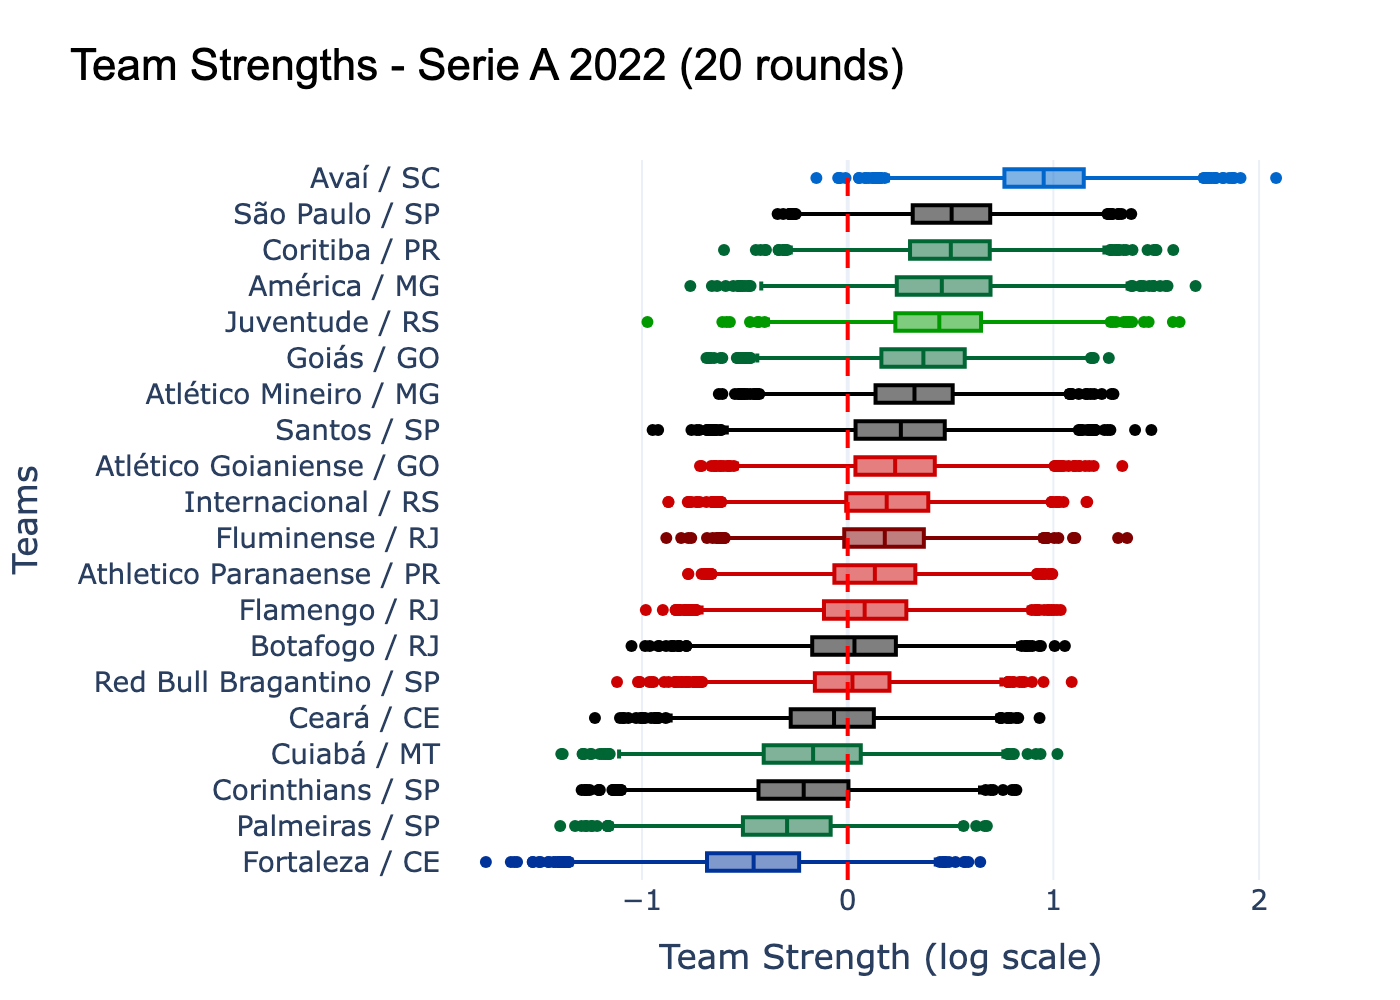 Team Strengths - Serie A 2022 (20 rounds)
Teams
Avaí / SC
São Paulo / SP
Coritiba / PR
América / MG
Juventude / RS
Goiás / GO
Atlético Mineiro / MG
Santos / SP
Atlético Goianiense / GO
Internacional / RS
Fluminense / RJ
Athletico Paranaense / PR
Flamengo / RJ
Botafogo / RJ
Red Bull Bragantino / SP
Ceará / CE
Cuiabá / MT
Corinthians / SP
Palmeiras / SP
Fortaleza / CE
−1 0 1 2
Team Strength (log scale)